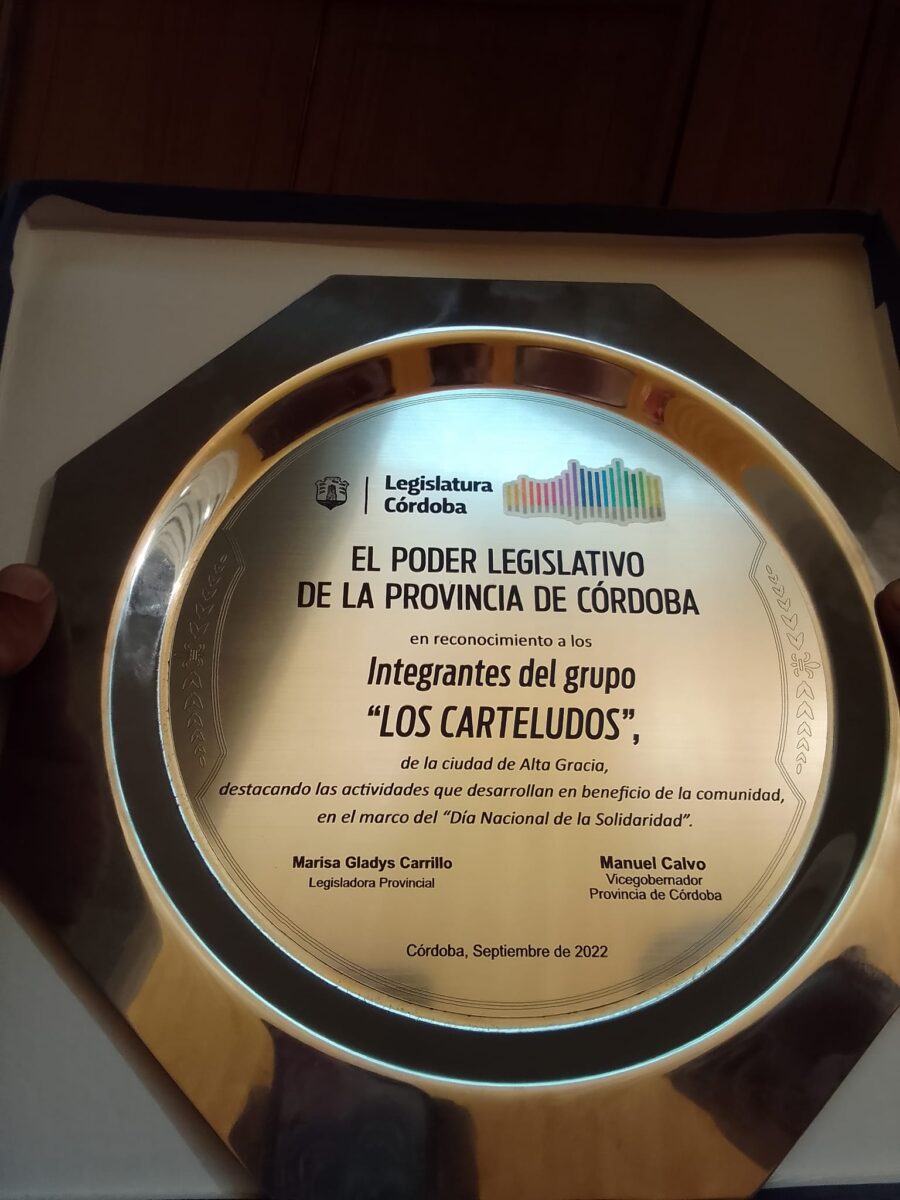 Legislatura
Córdoba
EL PODER LEGISLATIVO
DE LA PROVINCIA DE CÓRDOBA
en reconocimiento a los
Integrantes del grupo
“LOS CARTELUDOS”,
de la ciudad de Alta Gracia,
destacando las actividades que desarrollan en beneficio de la comunidad,
en el marco del “Día Nacional de la Solidaridad”.
Marisa Gladys Carrillo
Legisladora Provincial
Manuel Calvo
Vicegobernador
Provincia de Córdoba
Córdoba, Septiembre de 2022